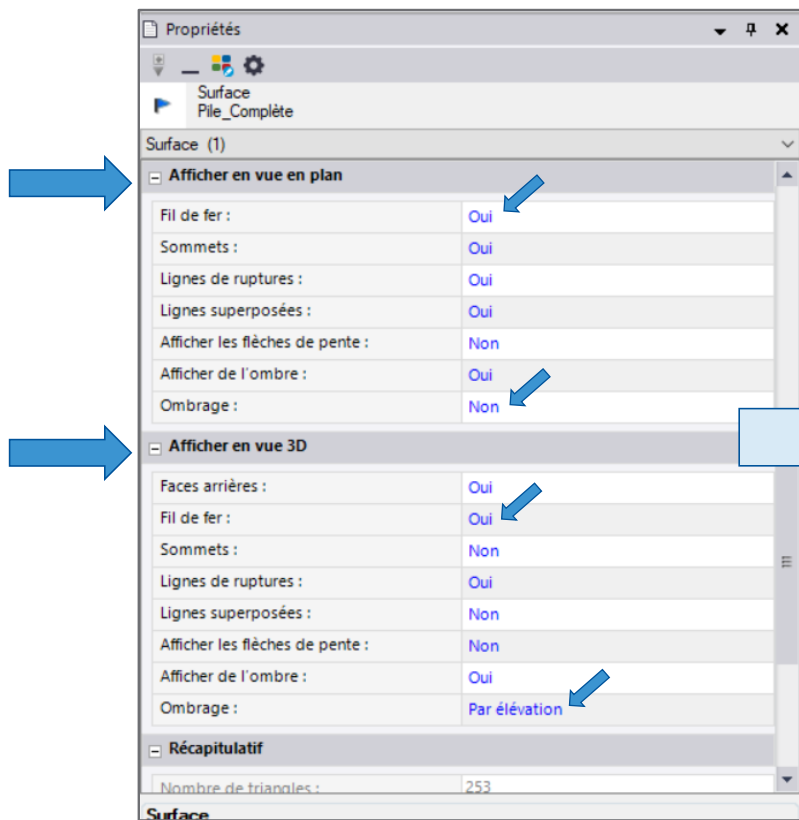 Propriétés
Surface
Pile_Complète
Surface (1)
Afficher en vue en plan
Fil de fer : Oui
Sommets : Oui
Lignes de ruptures : Oui
Lignes superposées : Oui
Afficher les flèches de pente : Non
Afficher de l'ombre : Oui
Ombrage : Non
Afficher en vue 3D
Faces arrières : Oui
Fil de fer : Oui
Sommets : Non
Lignes de ruptures : Oui
Lignes superposées : Non
Afficher les flèches de pente : Non
Afficher de l'ombre : Oui
Ombrage : Par élévation
Récapitulatif
Nombre de triangles : 253
Surface